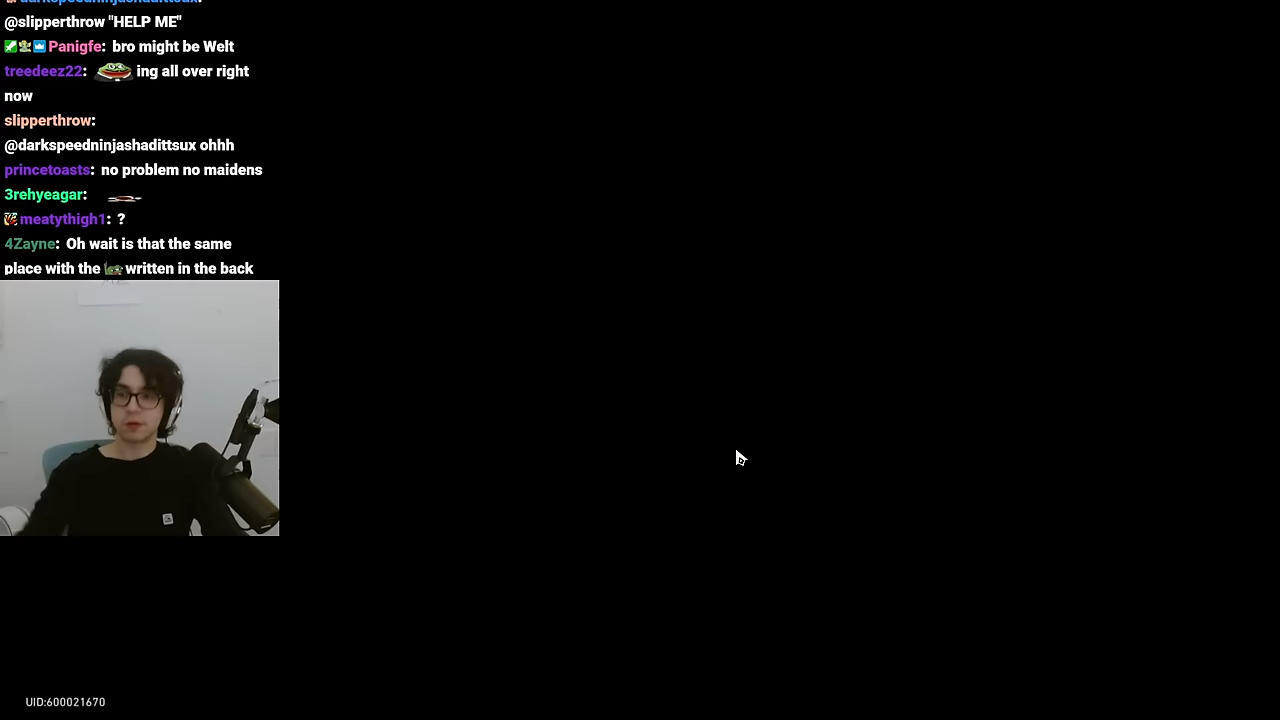 @slipperthrow "HELP ME"
Panigfe: bro might be Welt
treedeez22: ing all over right
now
slipperthrow:
@darkspeedninjashadittsux ohhh
princetoasts: no problem no maidens
3rehyeagar:
meatythigh1: ?
4Zayne: Oh wait is that the same
place with the written in the back
UID:600021670